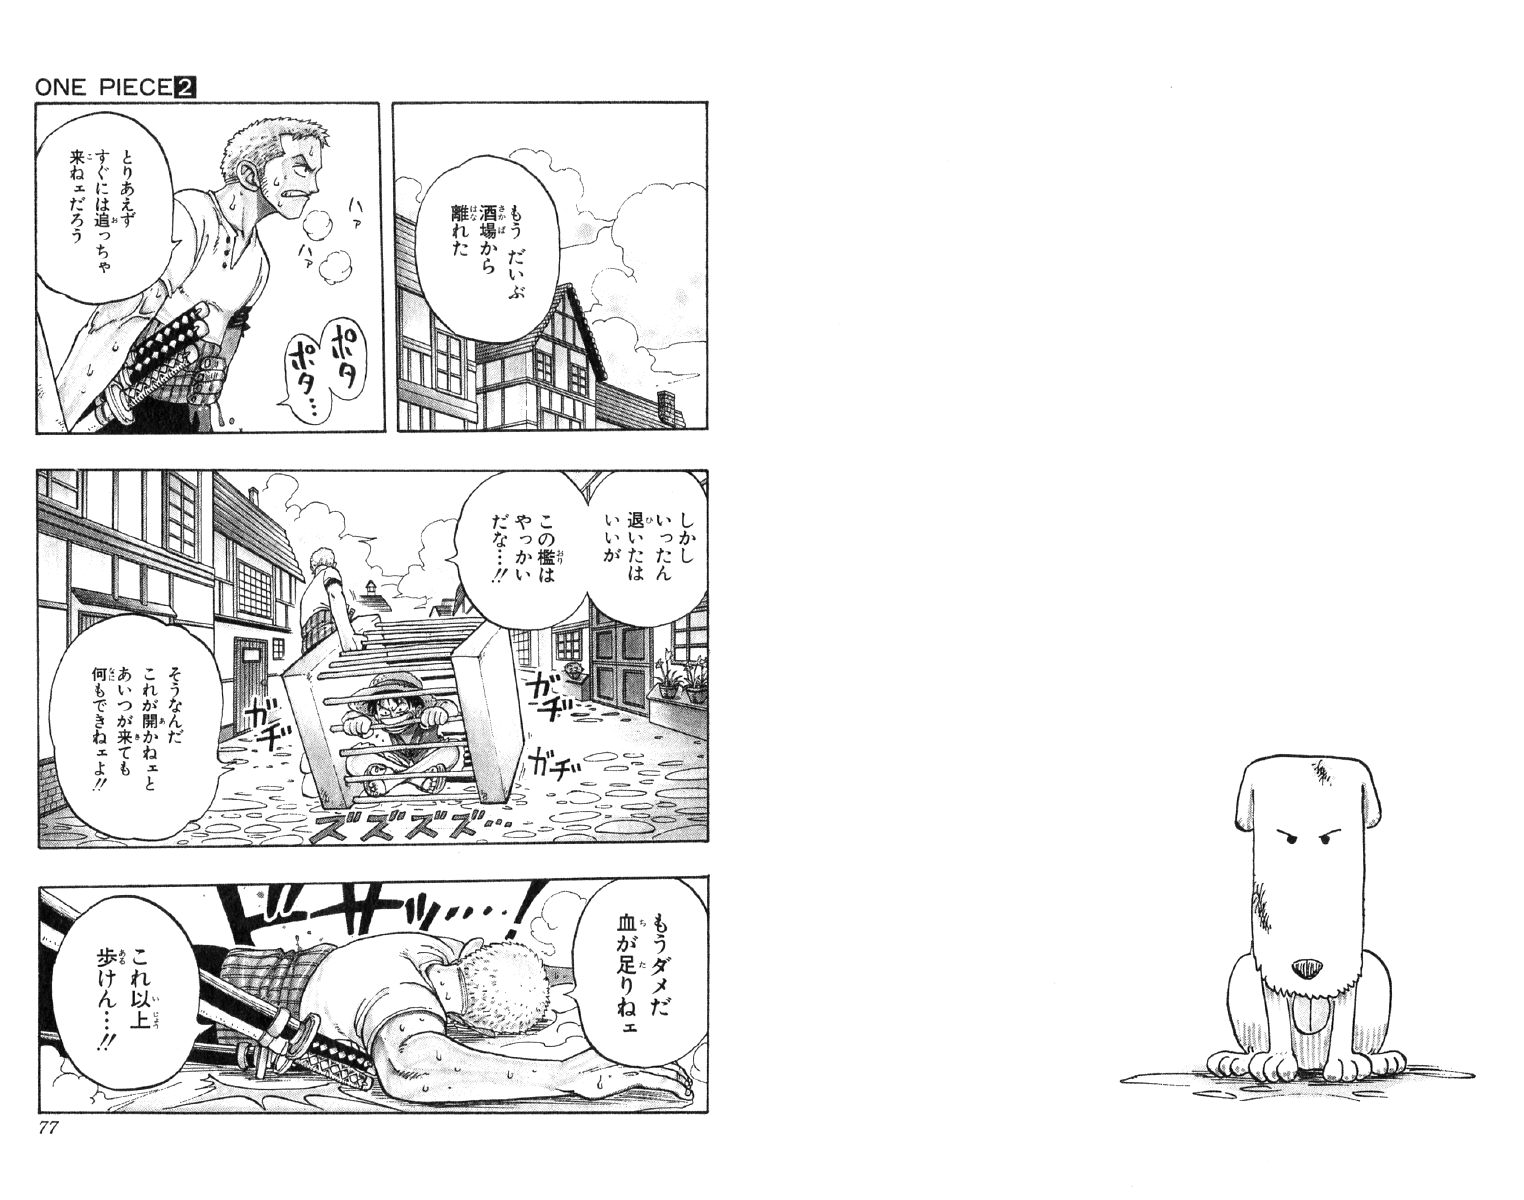 ONE PIECE2
もう だいぶ
酒場から
離れた
とりあえず
すぐには追っちゃ
来ねェだろう
ハァ
ハァ
ポタ
ポタ…
しかし
いったん
退いたは
いいが
この檻は
やっかい
だな…!!
そうなんだ
これが開かねェと
あいつが来ても
何もできねェよ!!
ガヂ
ガヂ
ガヂ
ズズズズ…
もうダメだ
血が足りねェ
ドサッ…!
これ以上
歩けん…!!
77